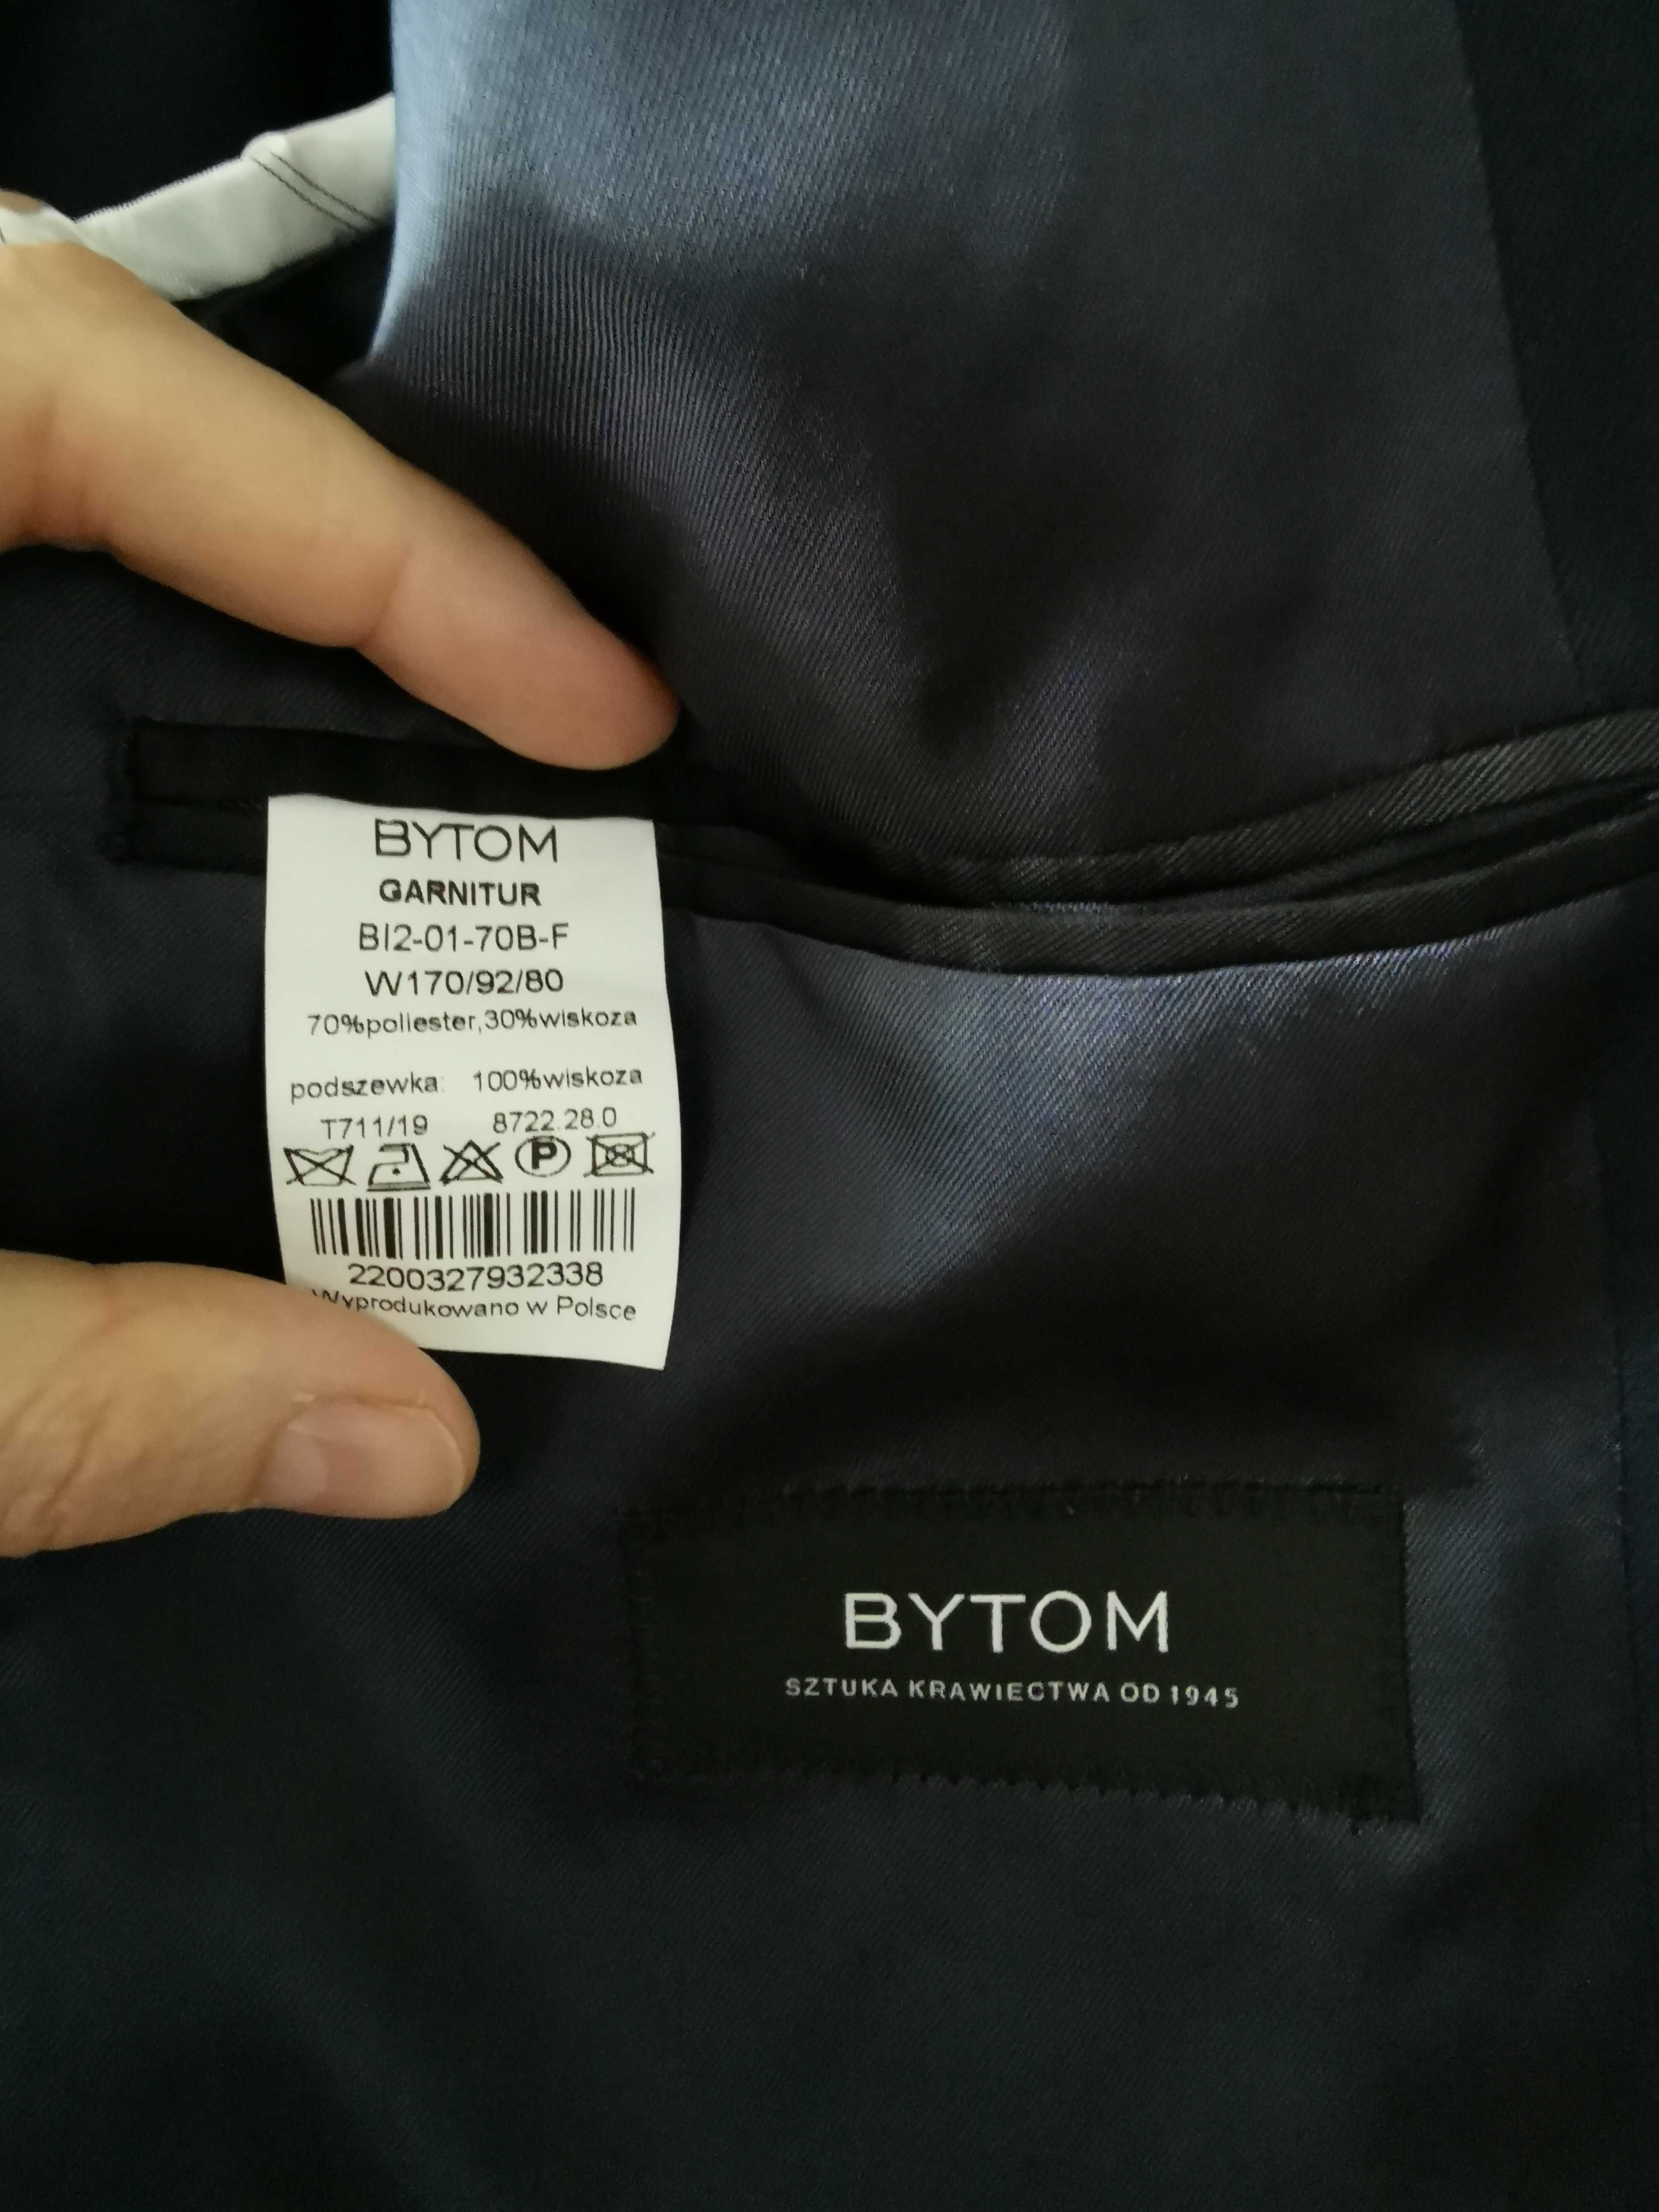 BYTOM
GARNITUR
BI2-01-70B-F
W170/92/80
70%poliester,30%wiskoza
podszewka: 100%wiskoza
T711/19 8722.28.0
P
2200327932338
Wyprodukowano w Polsce
BYTOM
SZTUKA KRAWIECTWA OD 1945